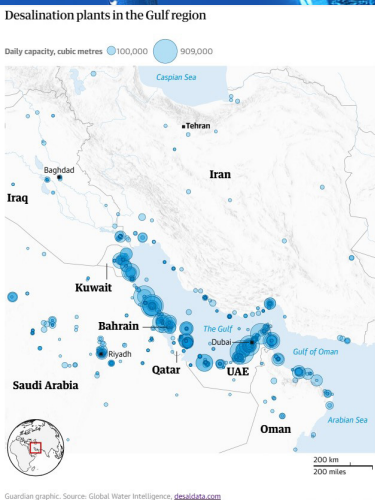 Desalination plants in the Gulf region
Daily capacity, cubic metres 100,000 909,000
Caspian Sea
Tehran
Baghdad
Iran
Iraq
Kuwait
Bahrain
The Gulf
Dubai
Gulf of Oman
Riyadh
Qatar
UAE
Saudi Arabia
Arabian Sea
Oman
200 km
200 miles
Guardian graphic. Source: Global Water Intelligence, desaldata.com